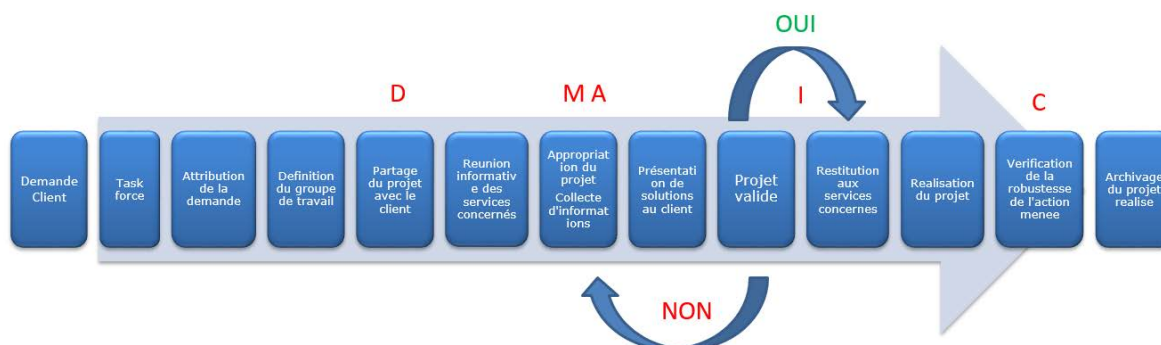 OUI
D
M A
I
C
Demande
Client
Task
force
Attribution
de la
demande
Definition
du groupe
de travail
Partage
du projet
avec le
client
Reunion
informativ
e des
services
concernés
Appropriat
ion du
projet
Collecte
d'informat
ions
Présentati
on de
solutions
au client
Projet
valide
Restitution
aux
services
concernes
Realisation
du projet
Verification
de la
robustesse
de l'action
menee
Archivage
du projet
realise
NON